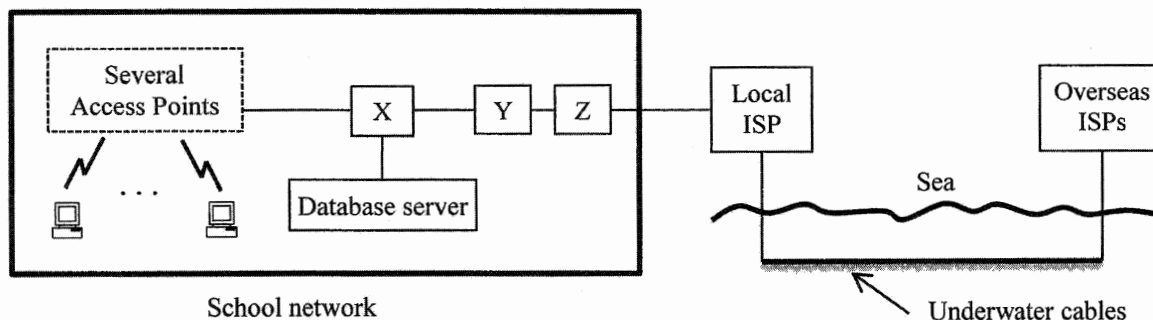 Several
Access Points
X
Y
Z
Local
ISP
Overseas
ISPs
Database server
. . .
Sea
School network
Underwater cables